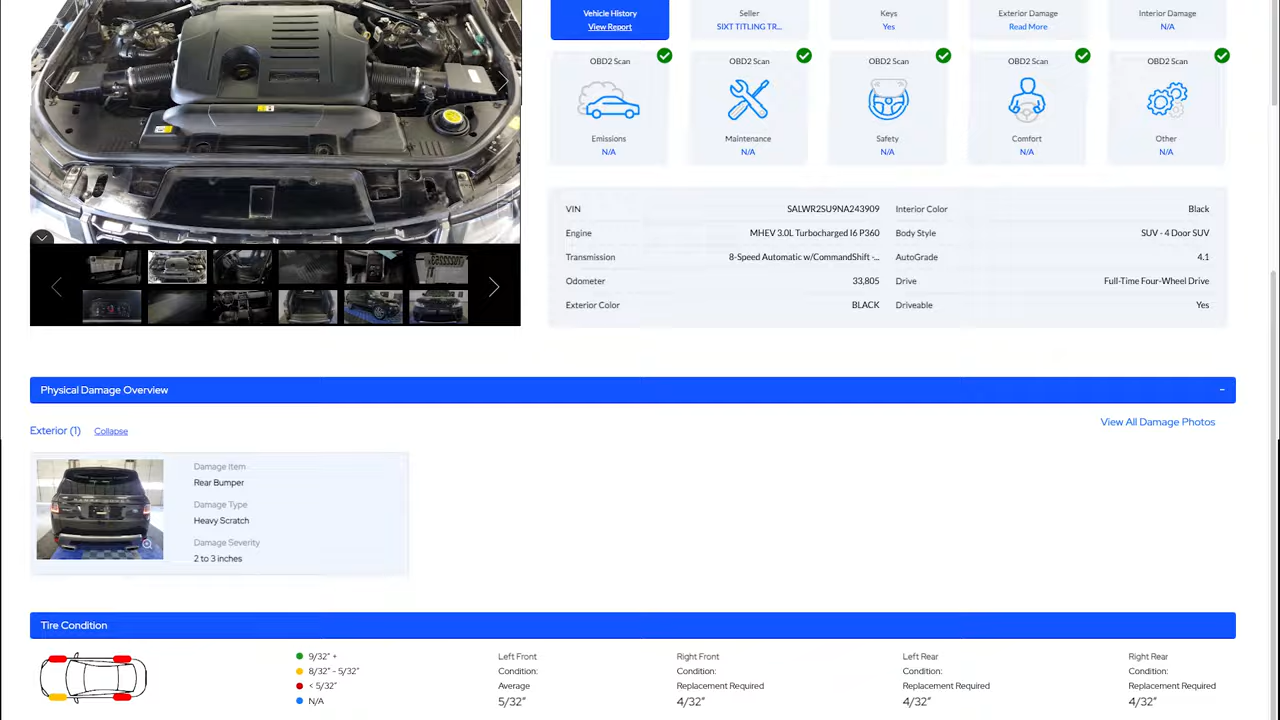 Vehicle History
View Report
Seller
SIXT TITLING TR...
Keys
Yes
Exterior Damage
Read More
Interior Damage
N/A
OBD2 Scan
Emissions
N/A
OBD2 Scan
Maintenance
N/A
OBD2 Scan
Safety
N/A
OBD2 Scan
Comfort
N/A
OBD2 Scan
Other
N/A
VIN SALWR2SU9NA243909
Engine MHEV 3.0L Turbocharged I6 P360
Transmission 8-Speed Automatic w/CommandShift -...
Odometer 33,805
Exterior Color BLACK
Interior Color Black
Body Style SUV - 4 Door SUV
AutoGrade 4.1
Drive Full-Time Four-Wheel Drive
Driveable Yes
Physical Damage Overview −
Exterior (1) Collapse
View All Damage Photos
Damage Item
Rear Bumper
Damage Type
Heavy Scratch
Damage Severity
2 to 3 inches
Tire Condition
9/32" +
8/32" - 5/32"
< 5/32"
N/A
Left Front
Condition:
Average
5/32"
Right Front
Condition:
Replacement Required
4/32"
Left Rear
Condition:
Replacement Required
4/32"
Right Rear
Condition:
Replacement Required
4/32"